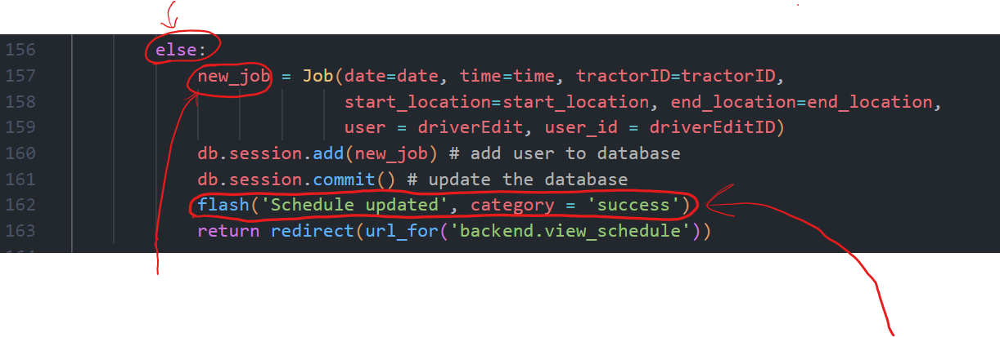 156 else:
157 new_job = Job(date=date, time=time, tractorID=tractorID,
158 start_location=start_location, end_location=end_location,
159 user = driverEdit, user_id = driverEditID)
160 db.session.add(new_job) # add user to database
161 db.session.commit() # update the database
162 flash('Schedule updated', category = 'success')
163 return redirect(url_for('backend.view_schedule'))